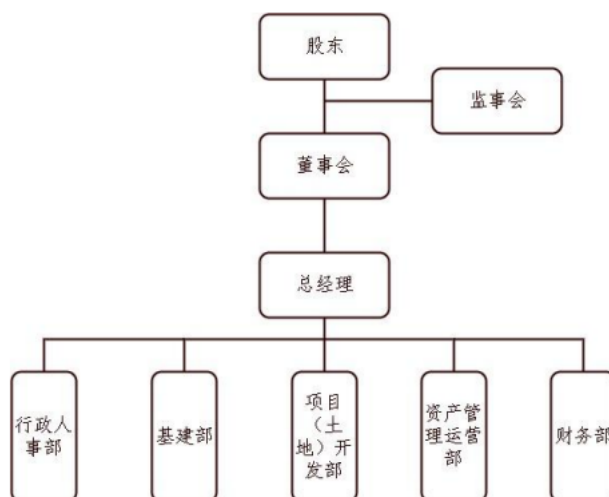 股东
监事会
董事会
总经理
行政人
事部
基建部
项目
（土
地）开
发部
资产管
理运营
部
财务部